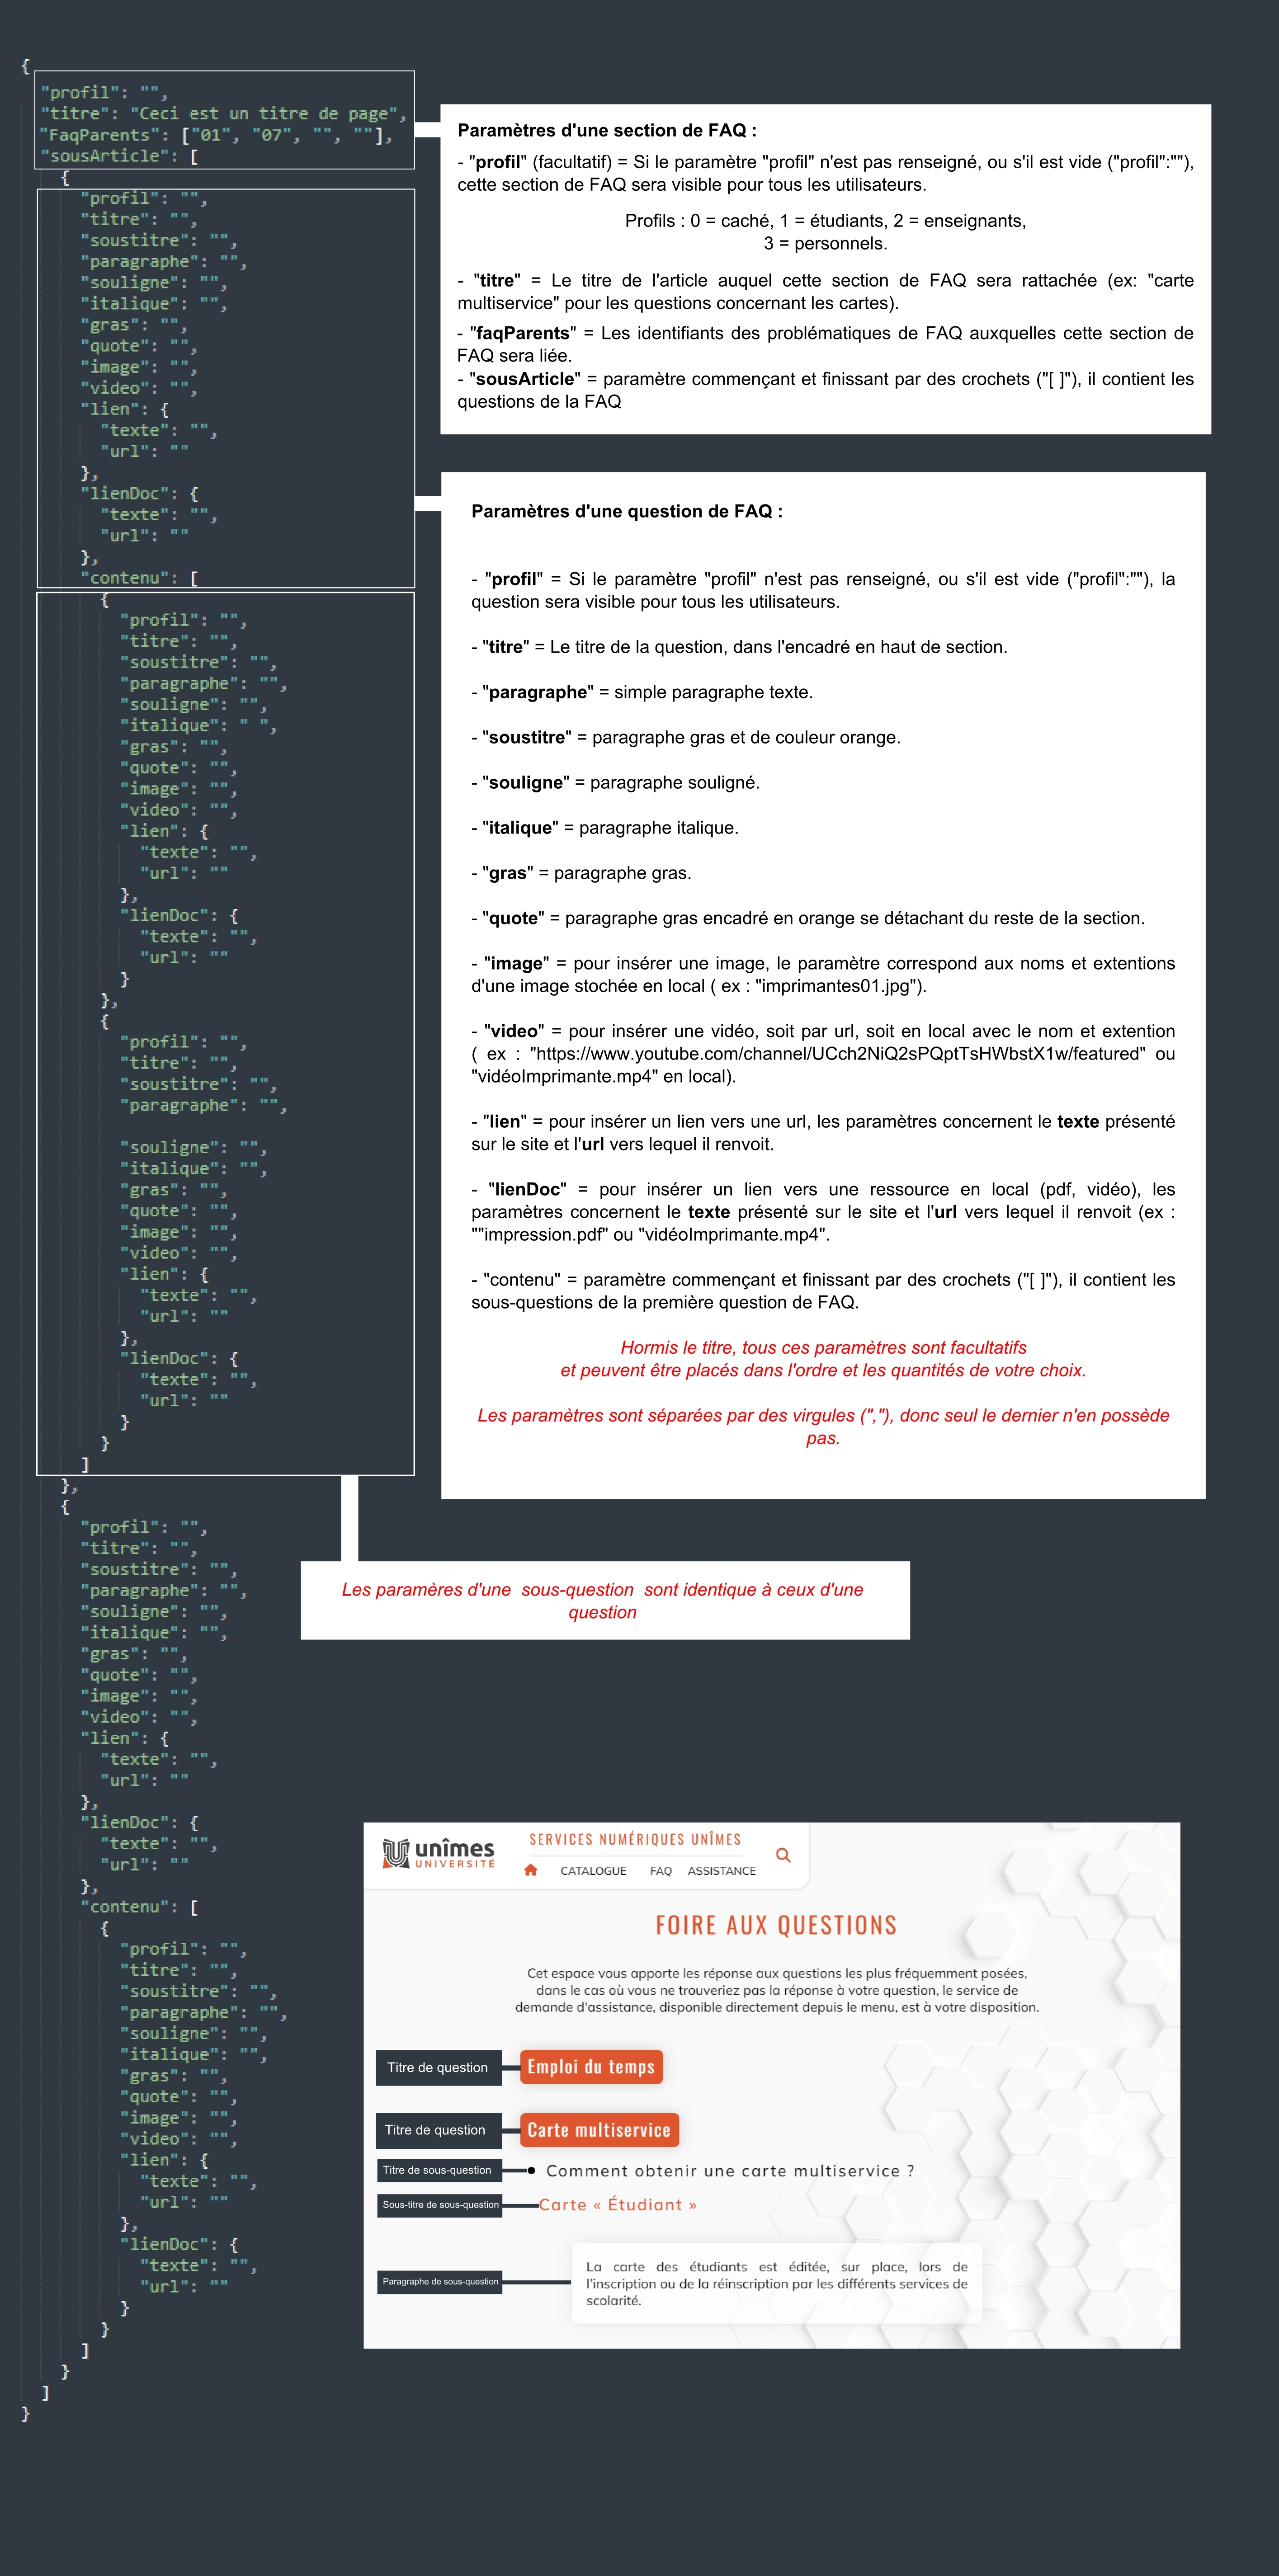 {
"profil": "",
"titre": "Ceci est un titre de page",
"FaqParents": ["01", "07", "", ""],
"sousArticle": [
{
"profil": "",
"titre": "",
"soustitre": "",
"paragraphe": "",
"souligne": "",
"italique": "",
"gras": "",
"quote": "",
"image": "",
"video": "",
"lien": {
"texte": "",
"url": ""
},
"lienDoc": {
"texte": "",
"url": ""
},
"contenu": [
{
"profil": "",
"titre": "",
"soustitre": "",
"paragraphe": "",
"souligne": "",
"italique": " ",
"gras": "",
"quote": "",
"image": "",
"video": "",
"lien": {
"texte": "",
"url": ""
},
"lienDoc": {
"texte": "",
"url": ""
}
},
{
"profil": "",
"titre": "",
"soustitre": "",
"paragraphe": "",
"souligne": "",
"italique": "",
"gras": "",
"quote": "",
"image": "",
"video": "",
"lien": {
"texte": "",
"url": ""
},
"lienDoc": {
"texte": "",
"url": ""
}
}
]
},
{
"profil": "",
"titre": "",
"soustitre": "",
"paragraphe": "",
"souligne": "",
"italique": "",
"gras": "",
"quote": "",
"image": "",
"video": "",
"lien": {
"texte": "",
"url": ""
},
"lienDoc": {
"texte": "",
"url": ""
},
"contenu": [
{
"profil": "",
"titre": "",
"soustitre": "",
"paragraphe": "",
"souligne": "",
"italique": "",
"gras": "",
"quote": "",
"image": "",
"video": "",
"lien": {
"texte": "",
"url": ""
},
"lienDoc": {
"texte": "",
"url": ""
}
}
]
}
]
}
Paramètres d'une section de FAQ :
- "profil" (facultatif) = Si le paramètre "profil" n'est pas renseigné, ou s'il est vide ("profil":""),
cette section de FAQ sera visible pour tous les utilisateurs.
Profils : 0 = caché, 1 = étudiants, 2 = enseignants,
3 = personnels.
- "titre" = Le titre de l'article auquel cette section de FAQ sera rattachée (ex: "carte
multiservice" pour les questions concernant les cartes).
- "faqParents" = Les identifiants des problématiques de FAQ auxquelles cette section de
FAQ sera liée.
- "sousArticle" = paramètre commençant et finissant par des crochets ("[ ]"), il contient les
questions de la FAQ
Paramètres d'une question de FAQ :
- "profil" = Si le paramètre "profil" n'est pas renseigné, ou s'il est vide ("profil":""), la
question sera visible pour tous les utilisateurs.
- "titre" = Le titre de la question, dans l'encadré en haut de section.
- "paragraphe" = simple paragraphe texte.
- "soustitre" = paragraphe gras et de couleur orange.
- "souligne" = paragraphe souligné.
- "italique" = paragraphe italique.
- "gras" = paragraphe gras.
- "quote" = paragraphe gras encadré en orange se détachant du reste de la section.
- "image" = pour insérer une image, le paramètre correspond aux noms et extentions
d'une image stochée en local ( ex : "imprimantes01.jpg").
- "video" = pour insérer une vidéo, soit par url, soit en local avec le nom et extention
( ex : "https://www.youtube.com/channel/UCch2NiQ2sPQptTsHWbstX1w/featured" ou
"vidéoImprimante.mp4" en local).
- "lien" = pour insérer un lien vers une url, les paramètres concernent le texte présenté
sur le site et l'url vers lequel il renvoit.
- "lienDoc" = pour insérer un lien vers une ressource en local (pdf, vidéo), les
paramètres concernent le texte présenté sur le site et l'url vers lequel il renvoit (ex :
""impression.pdf" ou "vidéoImprimante.mp4".
- "contenu" = paramètre commençant et finissant par des crochets ("[ ]"), il contient les
sous-questions de la première question de FAQ.
Hormis le titre, tous ces paramètres sont facultatifs
et peuvent être placés dans l'ordre et les quantités de votre choix.
Les paramètres sont séparées par des virgules (","), donc seul le dernier n'en possède
pas.
Les paramères d'une sous-question sont identique à ceux d'une
question
unîmes
UNIVERSITÉ
SERVICES NUMÉRIQUES UNÎMES
CATALOGUE FAQ ASSISTANCE
FOIRE AUX QUESTIONS
Cet espace vous apporte les réponse aux questions les plus fréquemment posées,
dans le cas où vous ne trouveriez pas la réponse à votre question, le service de
demande d'assistance, disponible directement depuis le menu, est à votre disposition.
Titre de question
Emploi du temps
Titre de question
Carte multiservice
Titre de sous-question
Comment obtenir une carte multiservice ?
Sous-titre de sous-question
Carte « Étudiant »
Paragraphe de sous-question
La carte des étudiants est éditée, sur place, lors de
l'inscription ou de la réinscription par les différents services de
scolarité.